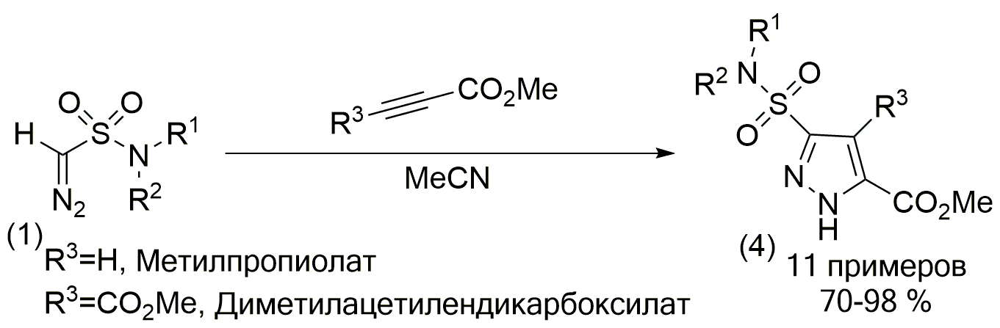 H
O
O
S
N
R¹
R²
N₂
(1)
R³
CO₂Me
MeCN
R³=H, Метилпропиолат
R³=CO₂Me, Диметилацетилендикарбоксилат
R¹
R²
N
O
S
O
R³
N
N
H
CO₂Me
(4)
11 примеров
70-98 %